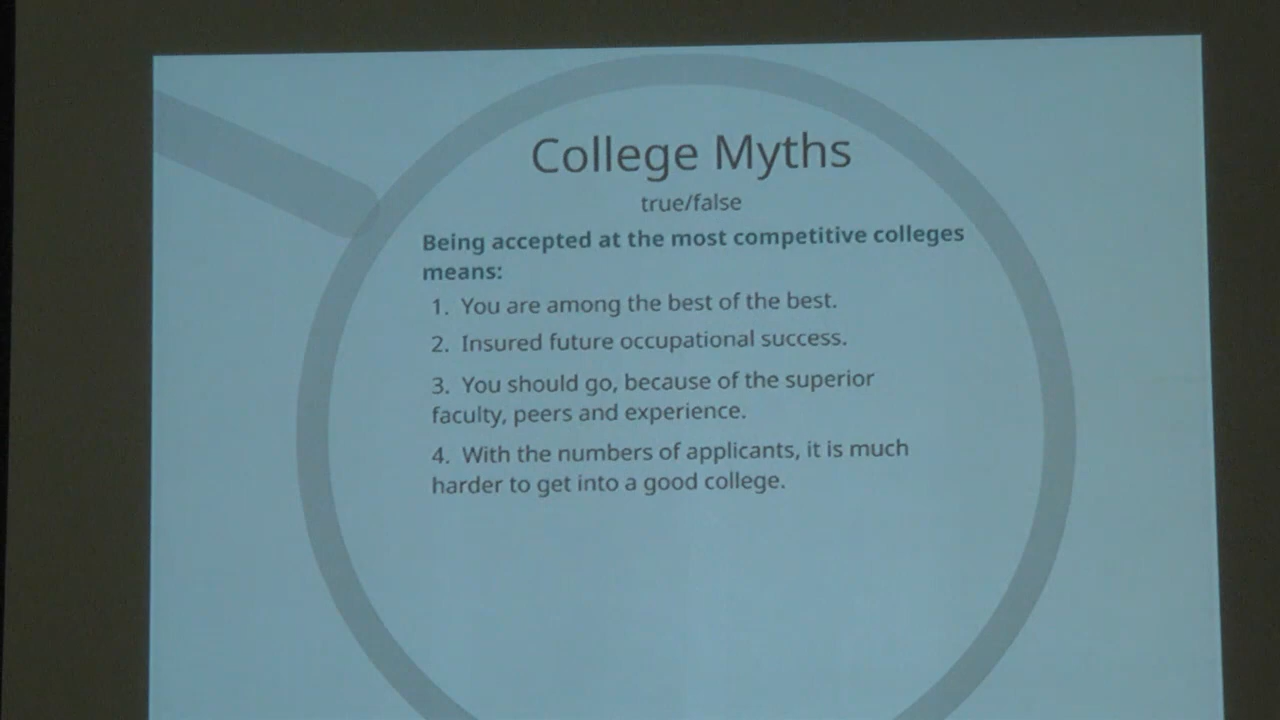 College Myths
true/false
Being accepted at the most competitive colleges
means:
1. You are among the best of the best.
2. Insured future occupational success.
3. You should go, because of the superior
faculty, peers and experience.
4. With the numbers of applicants, it is much
harder to get into a good college.